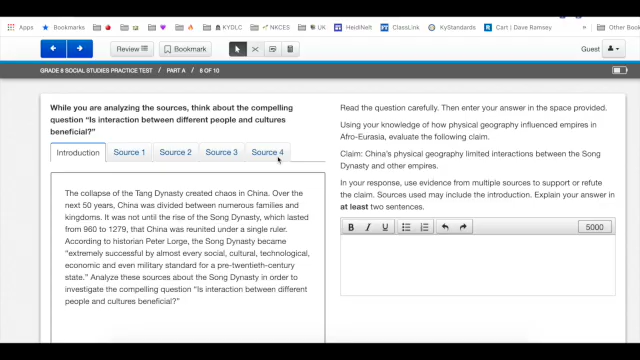 Apps
Bookmarks
KYDLC
NKCES
UK
HeidiNelt
ClassLink
KyStandards
Cart | Dave Ramsey
»
Other Boo
Review
Bookmark
Guest
GRADE 8 SOCIAL STUDIES PRACTICE TEST | PART A | 6 OF 10
While you are analyzing the sources, think about the compelling
question “Is interaction between different people and cultures
beneficial?”
Introduction
Source 1
Source 2
Source 3
Source 4
The collapse of the Tang Dynasty created chaos in China. Over the
next 50 years, China was divided between numerous families and
kingdoms. It was not until the rise of the Song Dynasty, which lasted
from 960 to 1279, that China was reunited under a single ruler.
According to historian Peter Lorge, the Song Dynasty became
“extremely successful by almost every social, cultural, technological,
economic and even military standard for a pre-twentieth-century
state.” Analyze these sources about the Song Dynasty in order to
investigate the compelling question “Is interaction between different
people and cultures beneficial?”
Read the question carefully. Then enter your answer in the space provided.
Using your knowledge of how physical geography influenced empires in
Afro-Eurasia, evaluate the following claim.
Claim: China's physical geography limited interactions between the Song
Dynasty and other empires.
In your response, use evidence from multiple sources to support or refute
the claim. Sources used may include the introduction. Explain your answer in
at least two sentences.
B
I
U
5000